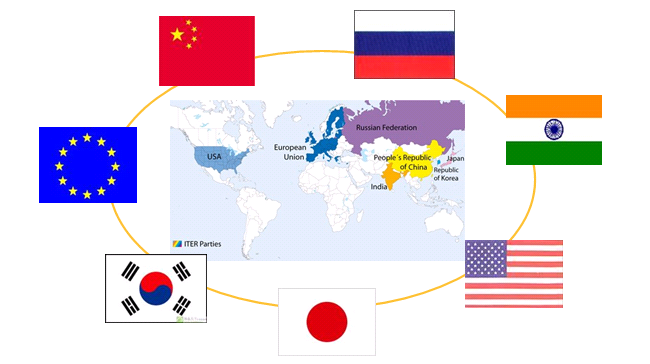 Russian Federation
European
Union
USA
People´s Republic
of China
Japan
Republic
of Korea
India
ITER Parties